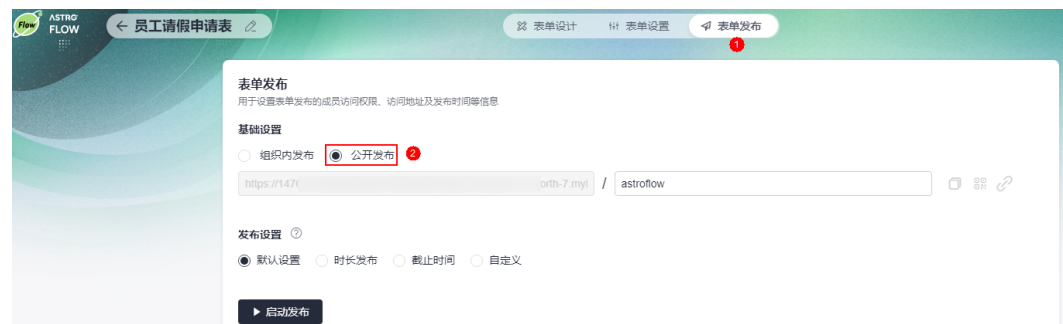 Flow
ASTRO
FLOW
← 员工请假申请表
表单设计 表单设置 表单发布
1
表单发布
用于设置表单发布的成员访问权限、访问地址及发布时间等信息
基础设置
组织内发布 公开发布 2
https://147 orth-7.myl / astroflow
发布设置 ?
默认设置 时长发布 截止时间 自定义
启动发布